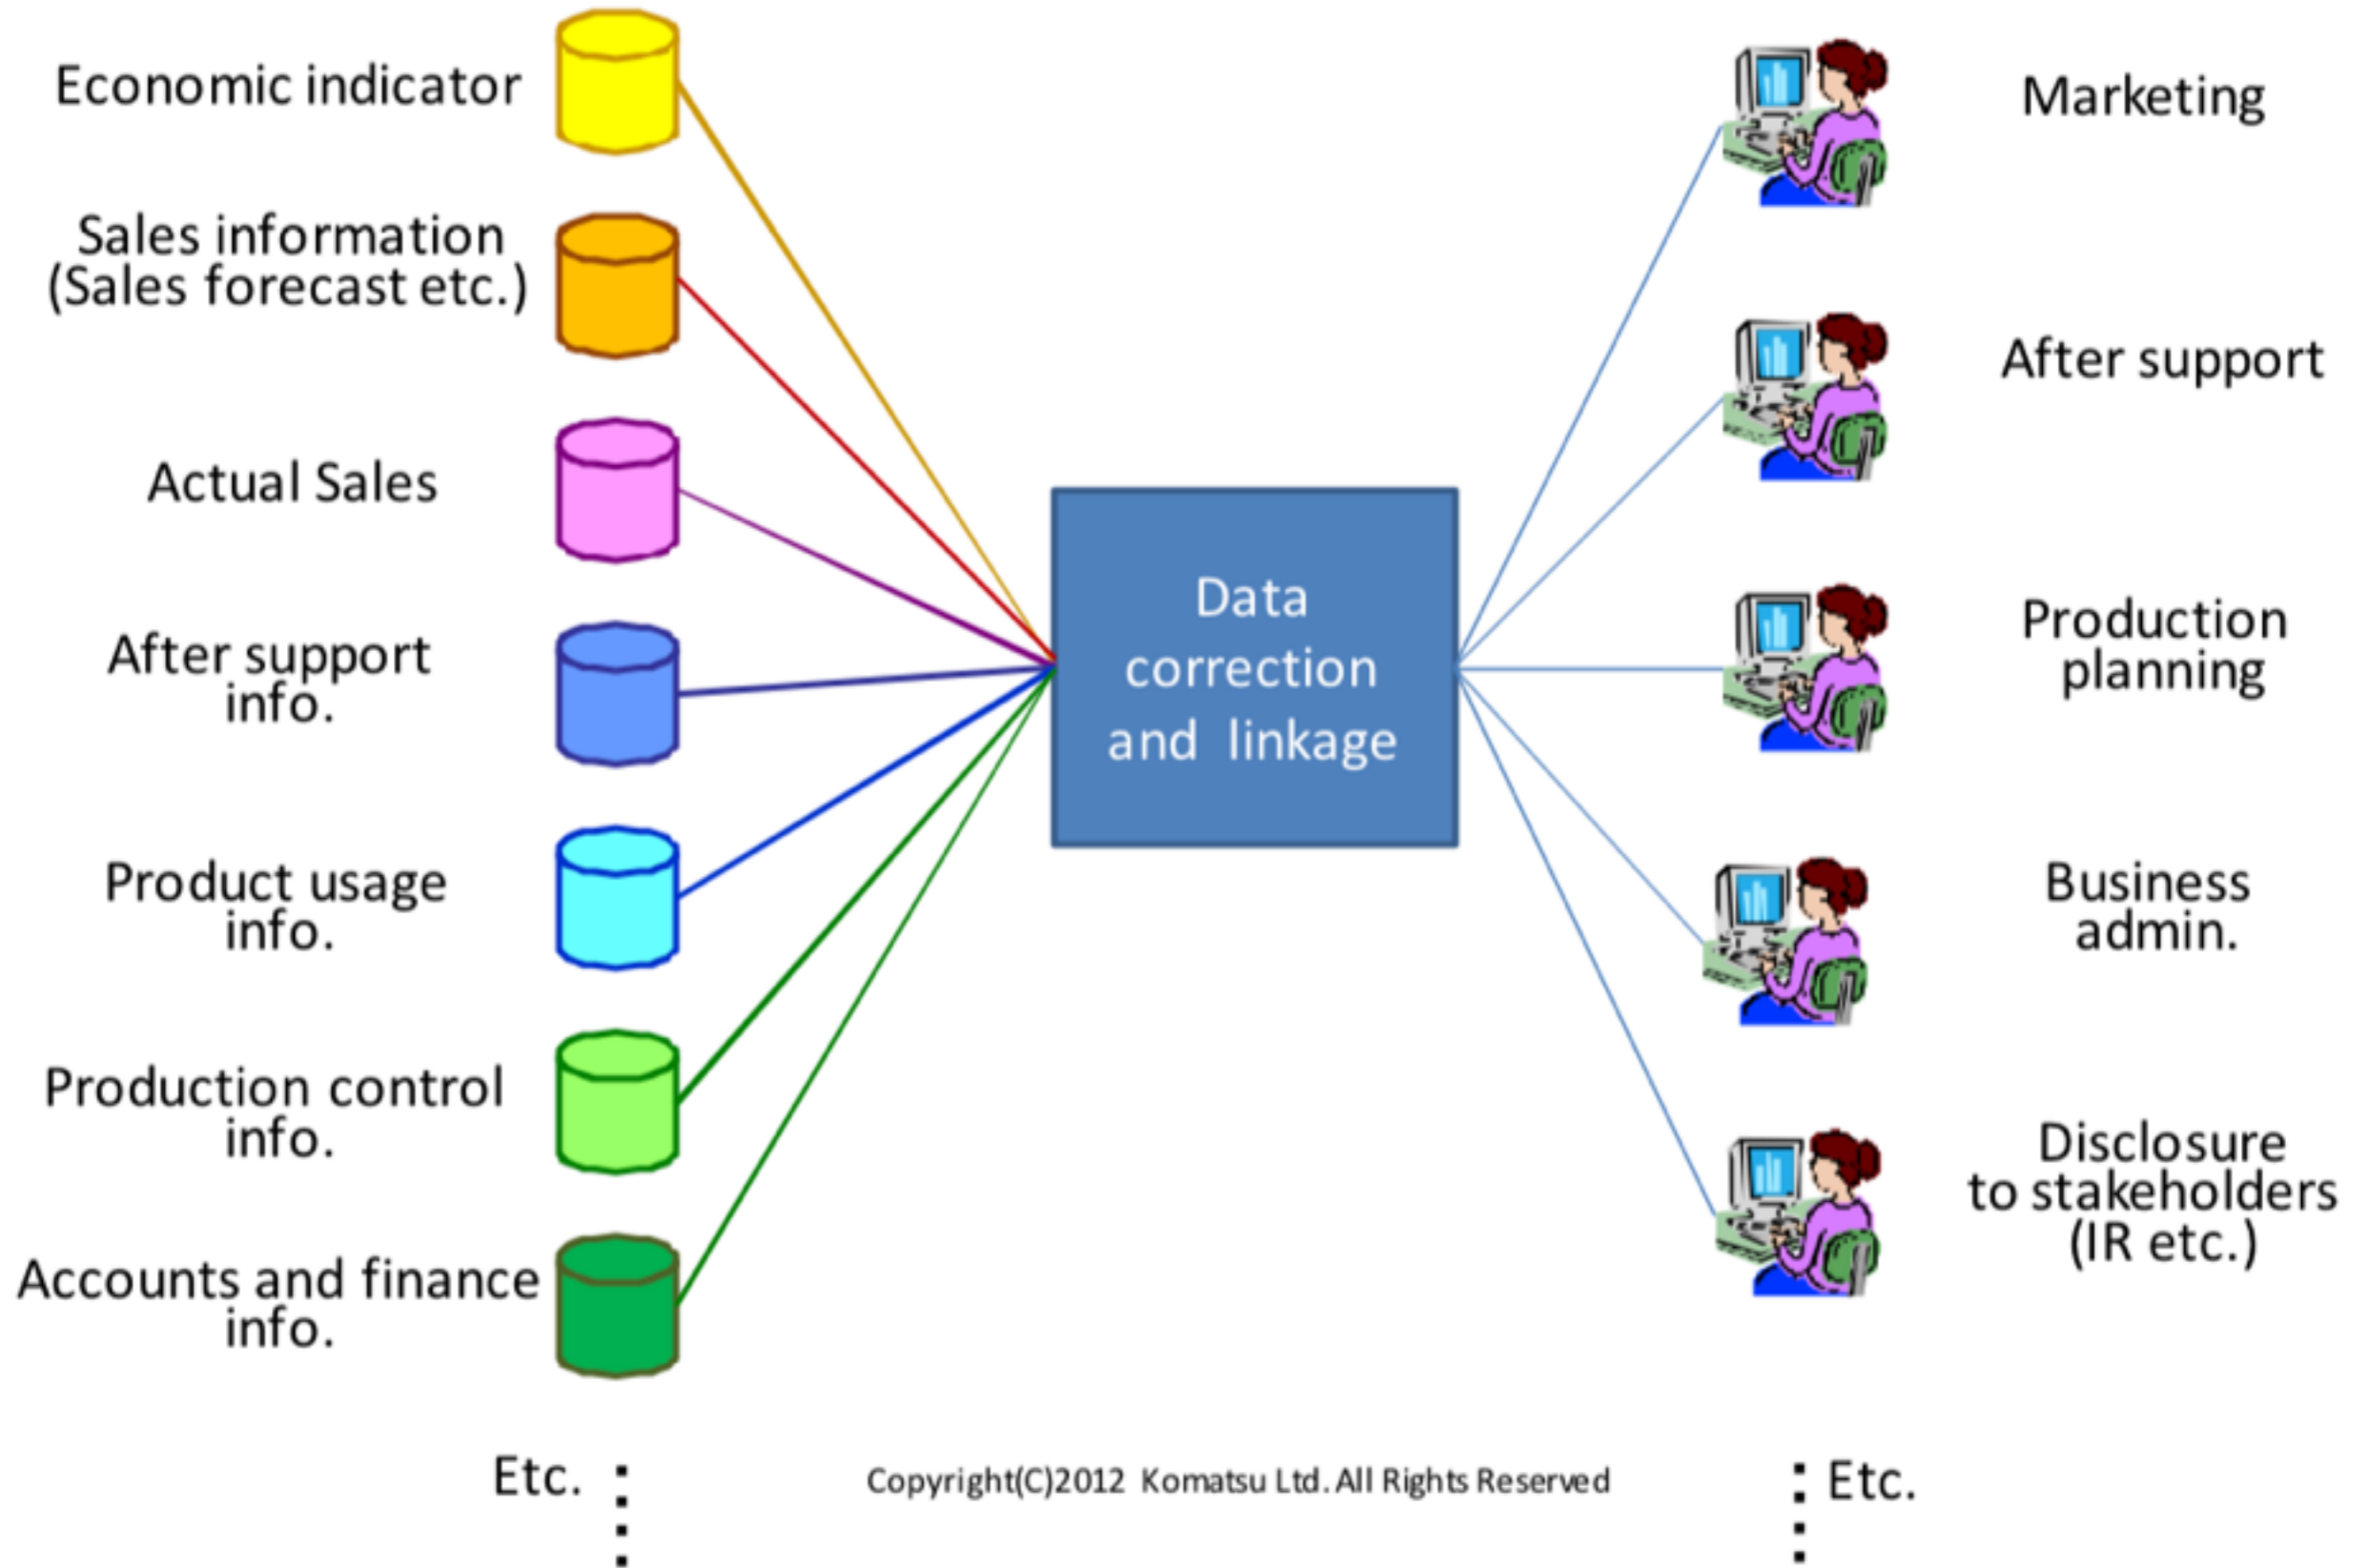 Economic indicator
Sales information
(Sales forecast etc.)
Actual Sales
After support
info.
Product usage
info.
Production control
info.
Accounts and finance
info.
Etc.
Data
correction
and linkage
Marketing
After support
Production
planning
Business
admin.
Disclosure
to stakeholders
(IR etc.)
Etc.
Copyright(C)2012 Komatsu Ltd. All Rights Reserved